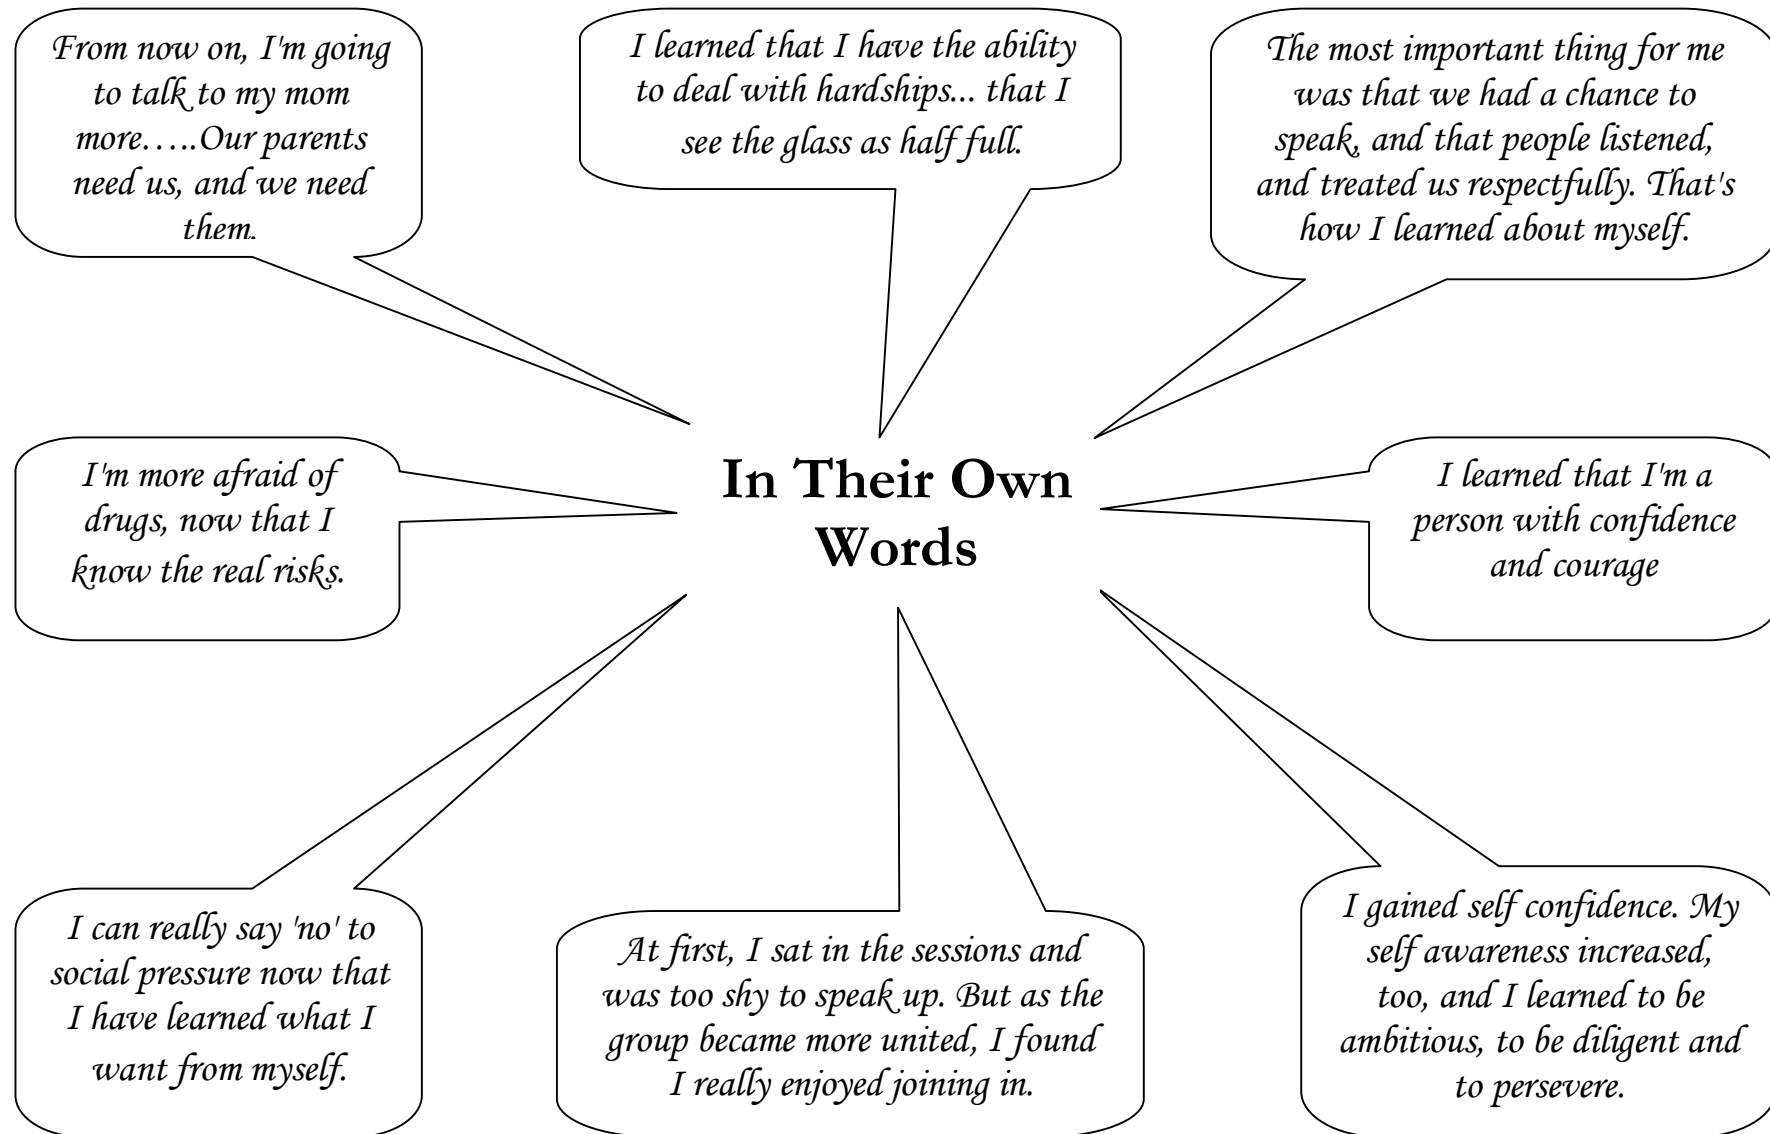 From now on, I'm going
to talk to my mom
more…..Our parents
need us, and we need
them.
I learned that I have the ability
to deal with hardships... that I
see the glass as half full.
The most important thing for me
was that we had a chance to
speak, and that people listened,
and treated us respectfully. That's
how I learned about myself.
I'm more afraid of
drugs, now that I
know the real risks.
In Their Own
Words
I learned that I'm a
person with confidence
and courage
I can really say 'no' to
social pressure now that
I have learned what I
want from myself.
At first, I sat in the sessions and
was too shy to speak up. But as the
group became more united, I found
I really enjoyed joining in.
I gained self confidence. My
self awareness increased,
too, and I learned to be
ambitious, to be diligent and
to persevere.